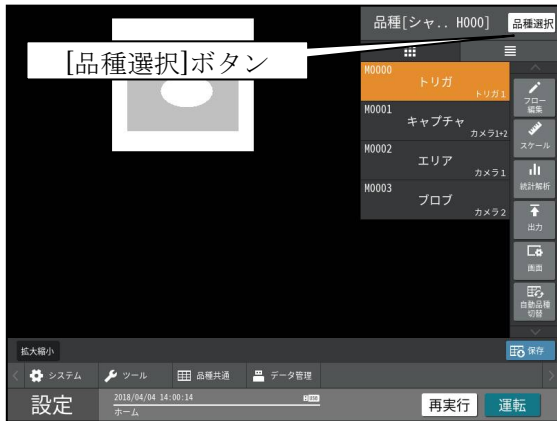 品種[シャ.. H000]
品種選択
[品種選択]ボタン
M0000
トリガ
トリガ1
M0001
キャプチャ
カメラ1+2
M0002
エリア
カメラ1
M0003
ブロブ
カメラ2
フロー
編集
スケール
統計解析
出力
画面
自動品種
切替
拡大縮小
保存
システム
ツール
品種共通
データ管理
設定
2018/04/04 14:00:14
ホーム
再実行
運転